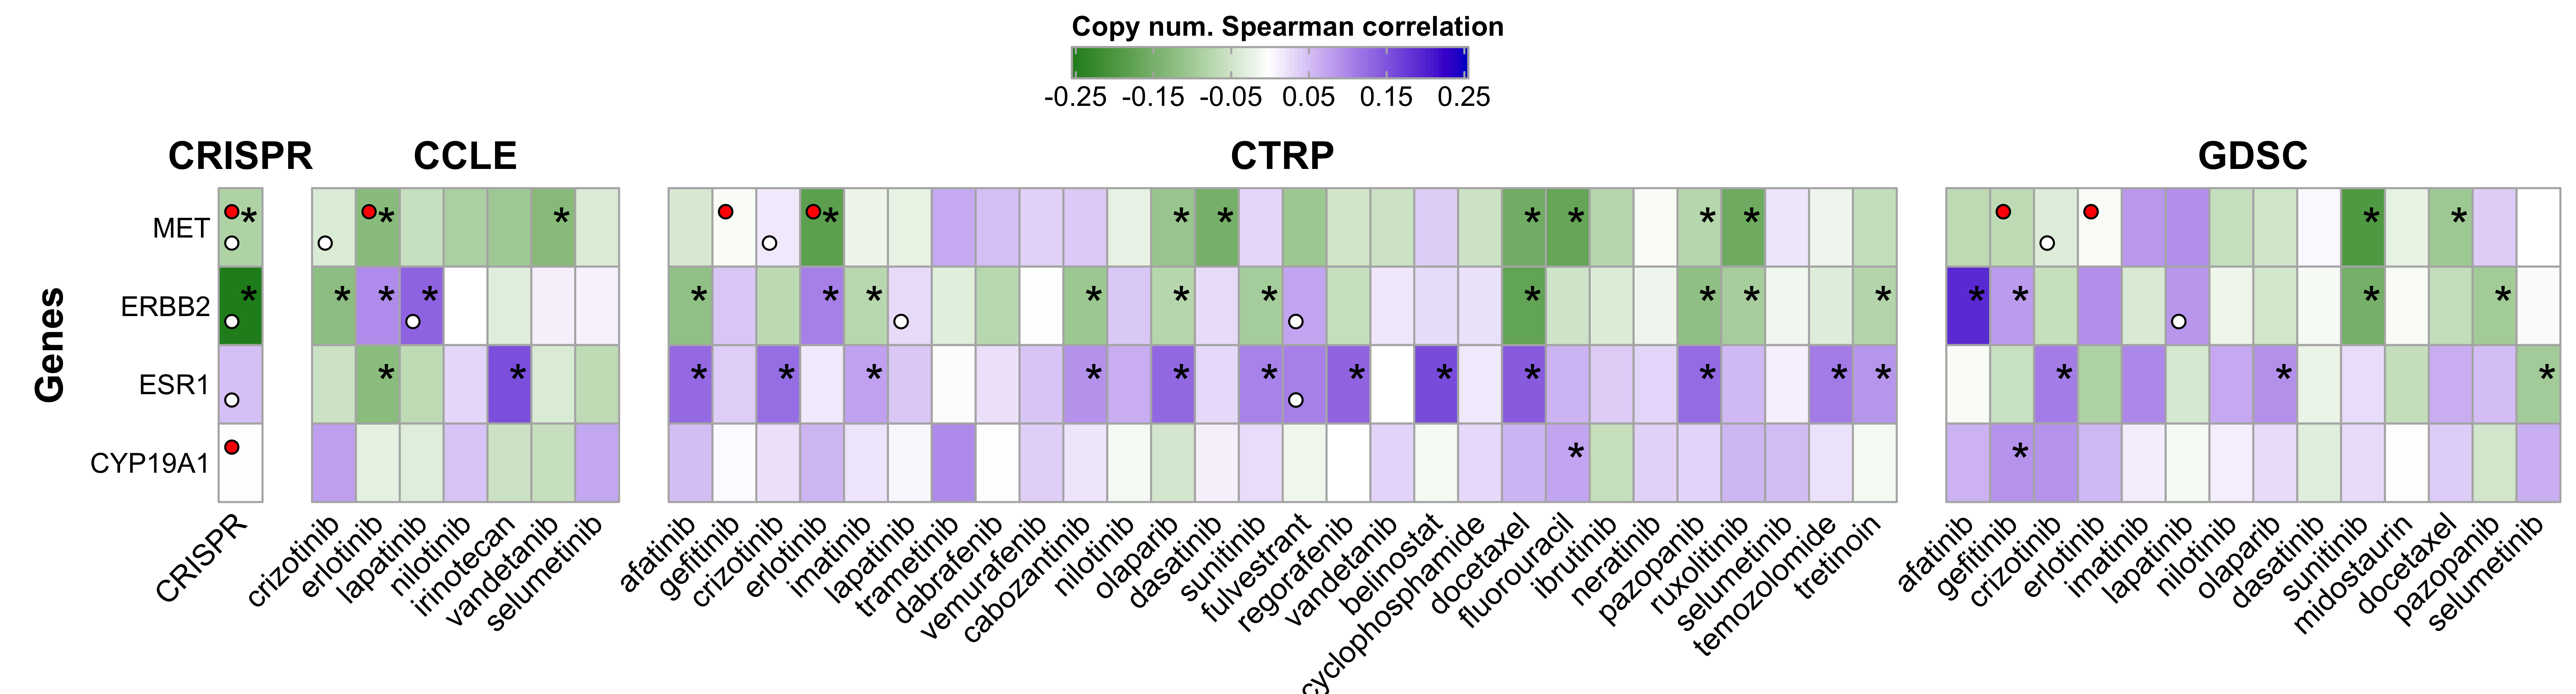 Copy num. Spearman correlation
-0.25 -0.15 -0.05 0.05 0.15 0.25
CRISPR CCLE CTRP GDSC
Genes
MET
ERBB2
ESR1
CYP19A1
CRISPR
crizotinib erlotinib lapatinib nilotinib irinotecan vandetanib selumetinib
afatinib gefitinib crizotinib erlotinib imatinib lapatinib trametinib dabrafenib vemurafenib cabozantinib nilotinib olaparib dasatinib sunitinib fulvestrant regorafenib vandetanib belinostat cyclophosphamide docetaxel fluorouracil ibrutinib neratinib pazopanib ruxolitinib selumetinib temozolomide tretinoin
afatinib gefitinib crizotinib erlotinib imatinib lapatinib nilotinib olaparib dasatinib sunitinib midostaurin docetaxel pazopanib selumetinib